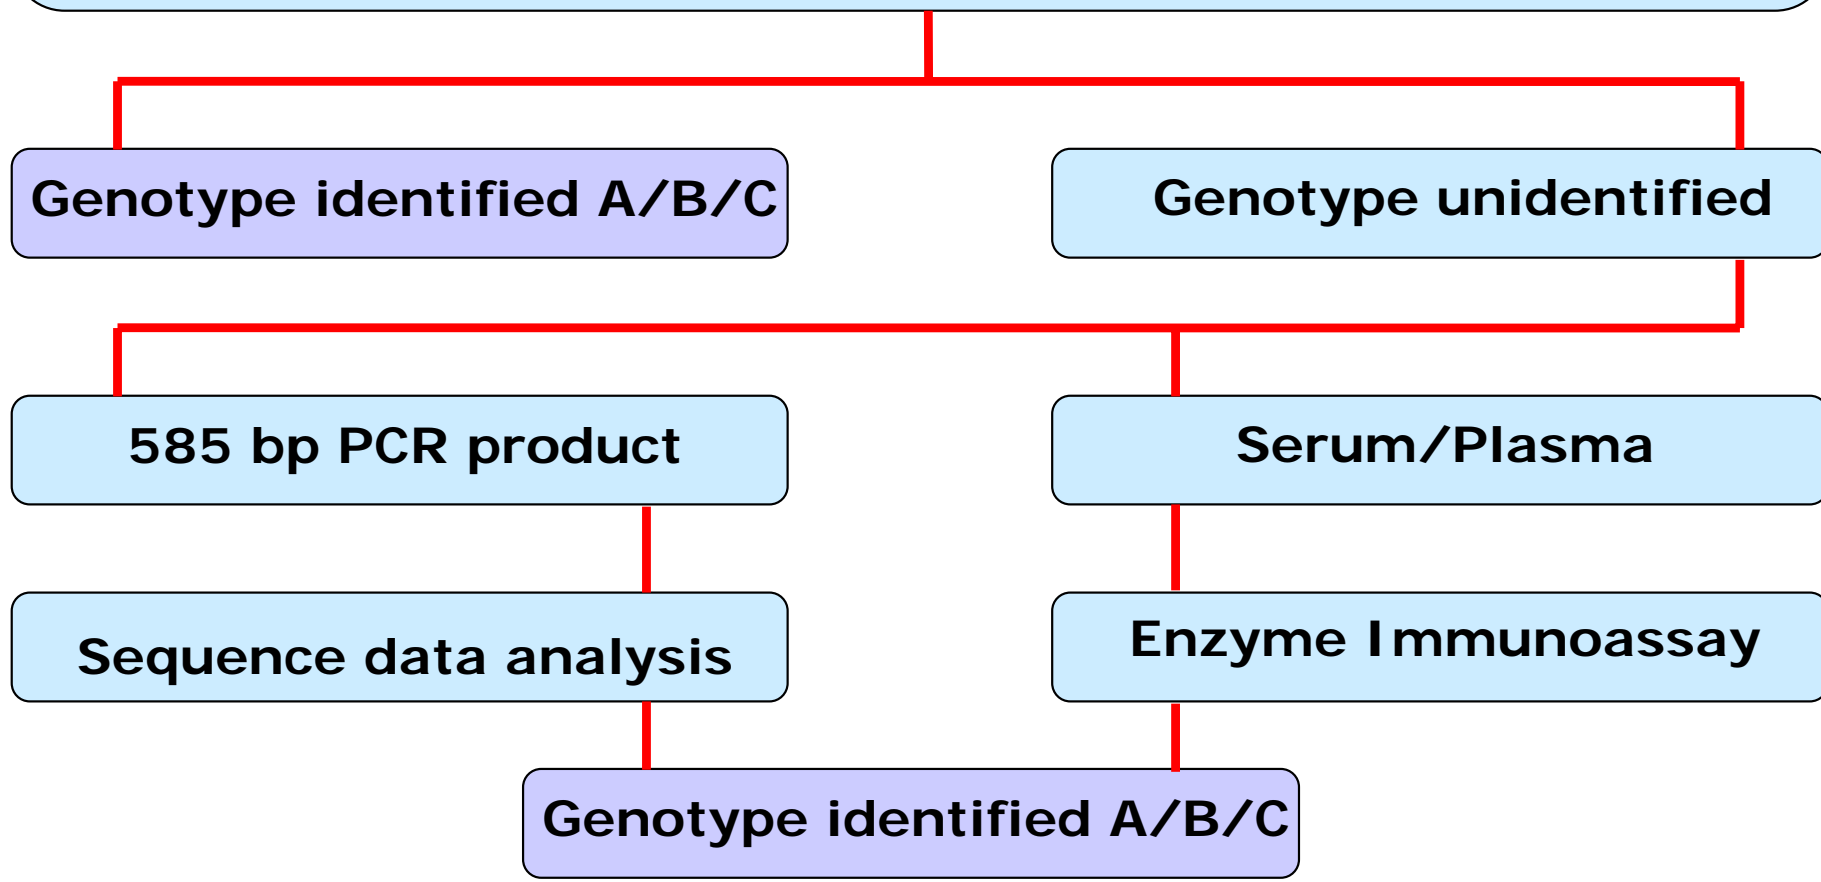 Genotype identified A/B/C
Genotype unidentified
585 bp PCR product
Serum/Plasma
Sequence data analysis
Enzyme Immunoassay
Genotype identified A/B/C